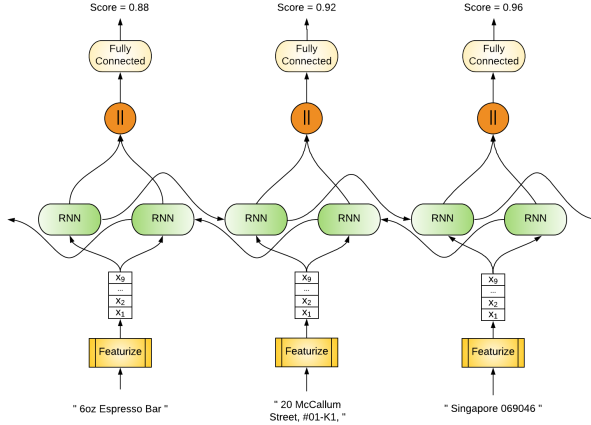 Score = 0.88
Score = 0.92
Score = 0.96
Fully
Connected
Fully
Connected
Fully
Connected
||
||
||
RNN
RNN
RNN
RNN
RNN
RNN
x9
...
x2
x1
x9
...
x2
x1
x9
...
x2
x1
Featurize
Featurize
Featurize
" 6oz Espresso Bar "
" 20 McCallum
Street, #01-K1, "
" Singapore 069046 "